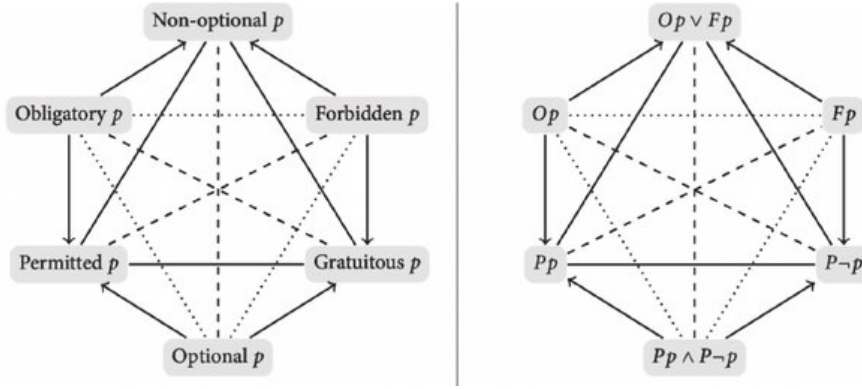 Non-optional p
Obligatory p
Forbidden p
Permitted p
Gratuitous p
Optional p
Op ∨ Fp
Op
Fp
Pp
P¬p
Pp ∧ P¬p